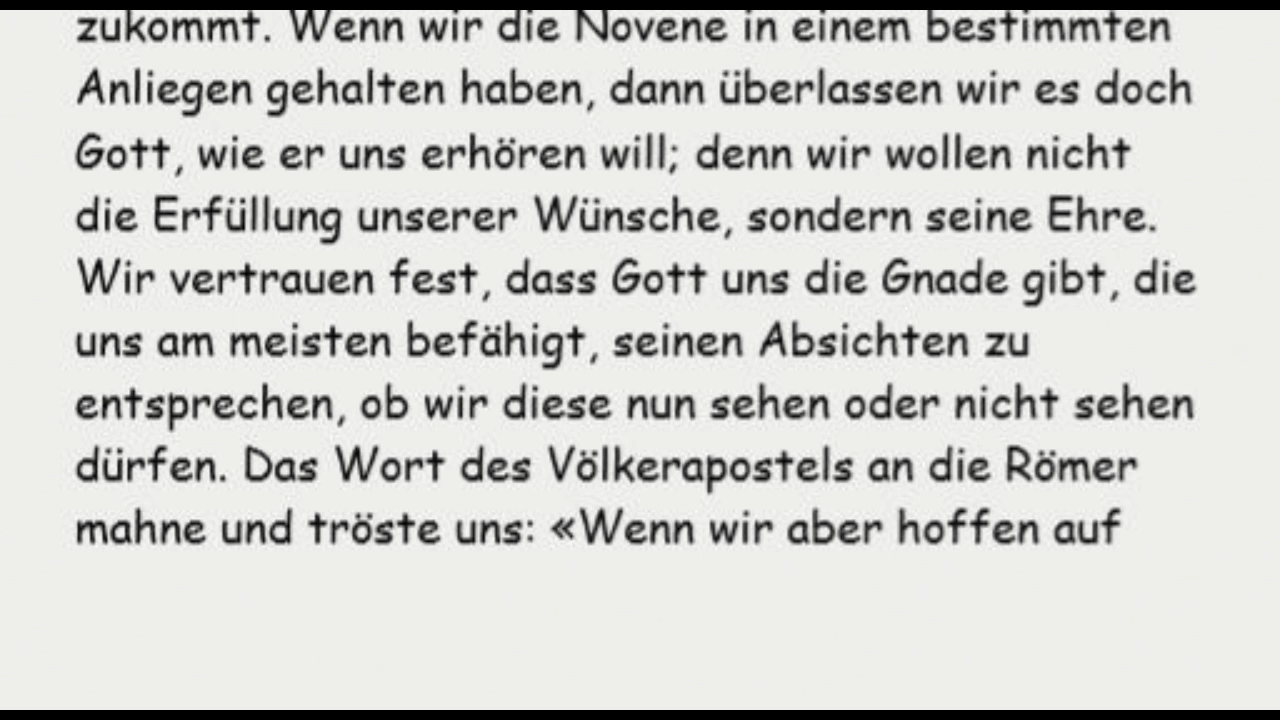 zukommt. Wenn wir die Novene in einem bestimmten
Anliegen gehalten haben, dann überlassen wir es doch
Gott, wie er uns erhören will; denn wir wollen nicht
die Erfüllung unserer Wünsche, sondern seine Ehre.
Wir vertrauen fest, dass Gott uns die Gnade gibt, die
uns am meisten befähigt, seinen Absichten zu
entsprechen, ob wir diese nun sehen oder nicht sehen
dürfen. Das Wort des Völkerapostels an die Römer
mahne und tröste uns: «Wenn wir aber hoffen auf